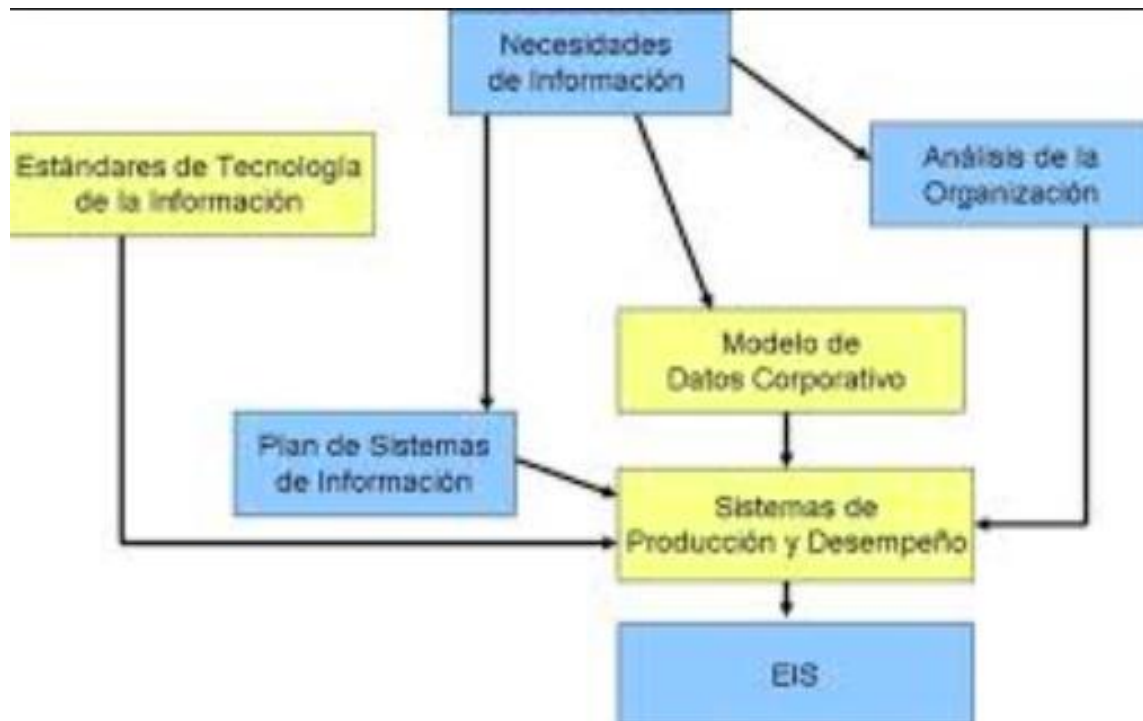 Necesidades
de Información
Estándares de Tecnología
de la Información
Análisis de la
Organización
Modelo de
Datos Corporativo
Plan de Sistemas
de Información
Sistemas de
Producción y Desempeño
EIS